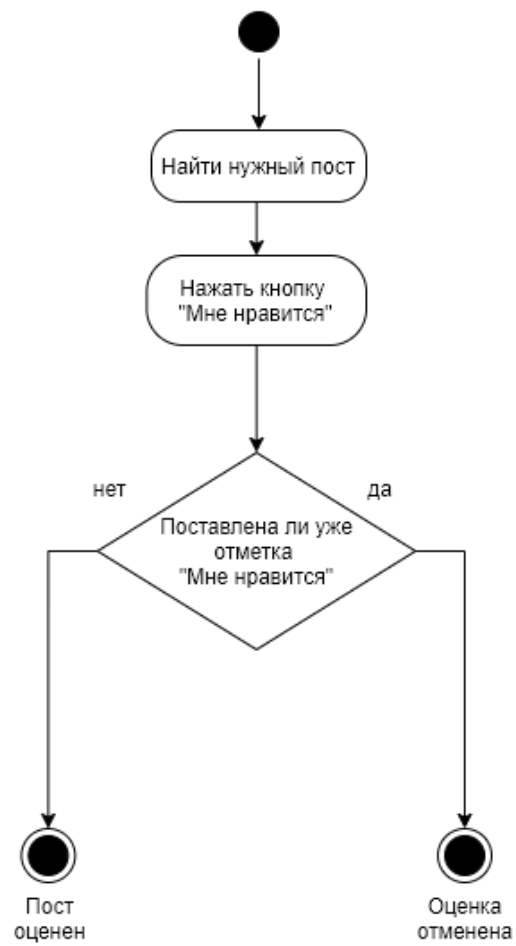 Найти нужный пост
Нажать кнопку
"Мне нравится"
нет
да
Поставлена ли уже
отметка
"Мне нравится"
Пост
оценен
Оценка
отменена